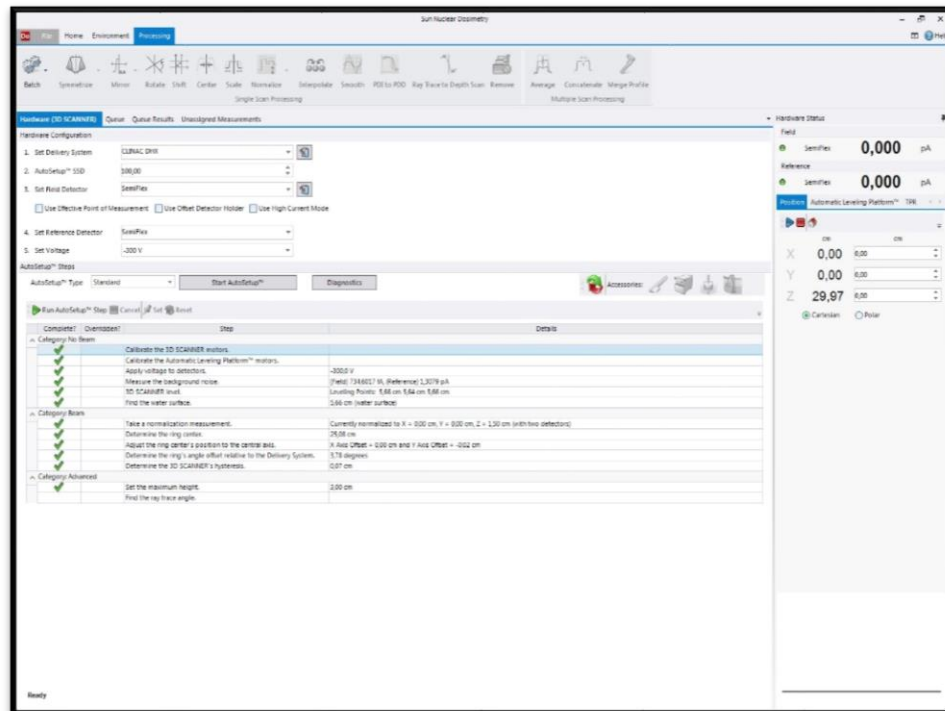 Sun Nuclear Dosimetry
Do File Home Environment Processing Help
Batch Symmetrize Mirror Rotate Shift Center Scale Normalize Interpolate Smooth PDI to PDD Ray Trace to Depth Scan Remove Average Concatenate Merge Profile
Single Scan Processing Multiple Scan Processing
Hardware (3D SCANNER) Queue Queue Results Unassigned Measurements
Hardware Configuration
1. Set Delivery System CLINAC DHX
2. AutoSetup™ SSD 100,00
3. Set Field Detector SemiFlex
Use Effective Point of Measurement Use Offset Detector Holder Use High Current Mode
4. Set Reference Detector SemiFlex
5. Set Voltage -300 V
AutoSetup™ Steps
AutoSetup™ Type Standard Start AutoSetup™ Diagnostics Accessories:
Run AutoSetup™ Step Cancel Set Reset
Complete? Overridden? Step Details
Category: No Beam
Calibrate the 3D SCANNER motors.
Calibrate the Automatic Leveling Platform™ motors.
Apply voltage to detectors. -300,0 V
Measure the background noise. (Reference) 1,3079 pA
3D SCANNER level. Leveling Points: 5,66 cm 5,64 cm 5,66 cm
Find the water surface. 5,66 cm (water surface)
Category: Beam
Take a normalization measurement. Currently normalized to X = 0,00 cm, Y = 0,00 cm, Z = 1,50 cm (with two detectors)
Determine the ring center. 25,08 cm
Adjust the ring center's position to the central axis. X Axis Offset = 0,00 cm and Y Axis Offset = -0,02 cm
Determine the ring's angle offset relative to the Delivery System. 3,78 degrees
Determine the 3D SCANNER's hysteresis. 0,07 cm
Category: Advanced
Set the maximum height. 3,00 cm
Find the ray trace angle.
Ready
Hardware Status
Field
SemiFlex 0,000 pA
Reference
SemiFlex 0,000 pA
Position Automatic Leveling Platform™ TPR
cm cm
X 0,00 0,00
Y 0,00 0,00
Z 29,97 0,00
Cartesian Polar